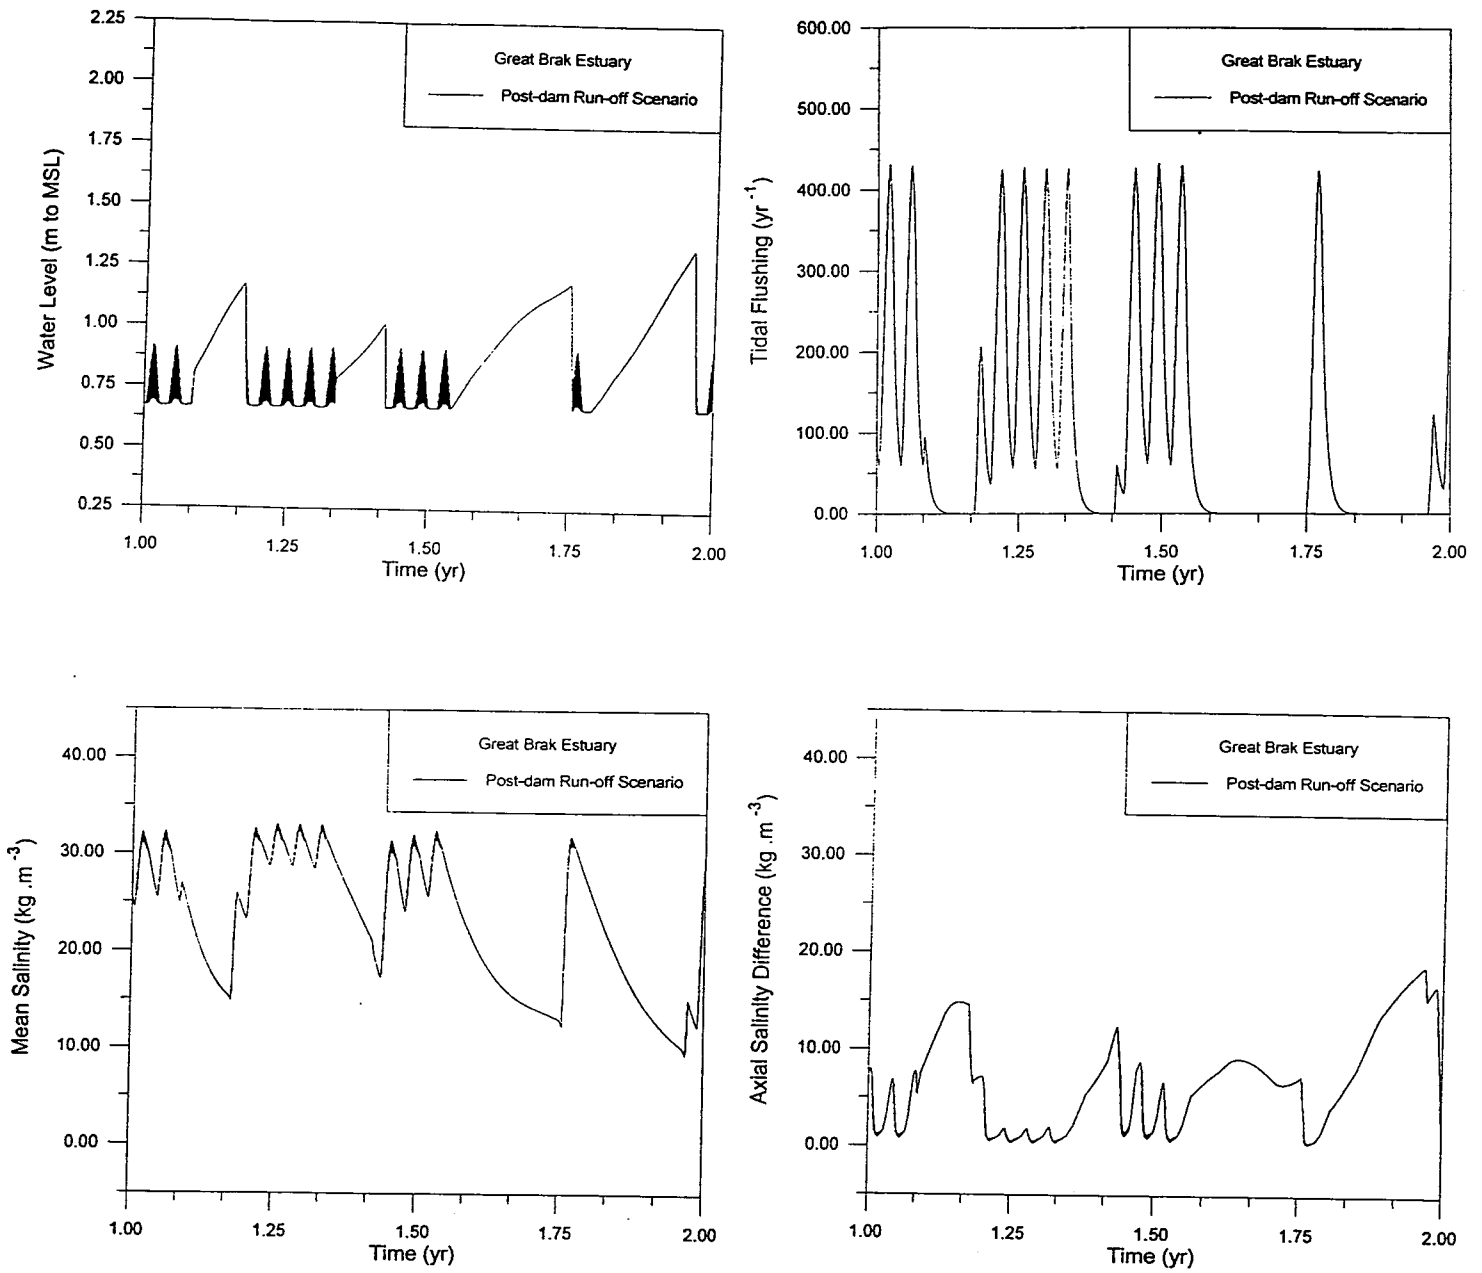 2.25
2.00
1.75
1.50
1.25
1.00
0.75
0.50
0.25
Water Level (m to MSL)
Great Brak Estuary
Post-dam Run-off Scenario
1.00 1.25 1.50 1.75 2.00
Time (yr)
600.00
500.00
400.00
300.00
200.00
100.00
0.00
Tidal Flushing (yr -1)
Great Brak Estuary
Post-dam Run-off Scenario
1.00 1.25 1.50 1.75 2.00
Time (yr)
40.00
30.00
20.00
10.00
0.00
Mean Salinity (kg .m -3)
Great Brak Estuary
Post-dam Run-off Scenario
1.00 1.25 1.50 1.75 2.00
Time (yr)
40.00
30.00
20.00
10.00
0.00
Axial Salinity Difference (kg .m -3)
Great Brak Estuary
Post-dam Run-off Scenario
1.00 1.25 1.50 1.75 2.00
Time (yr)